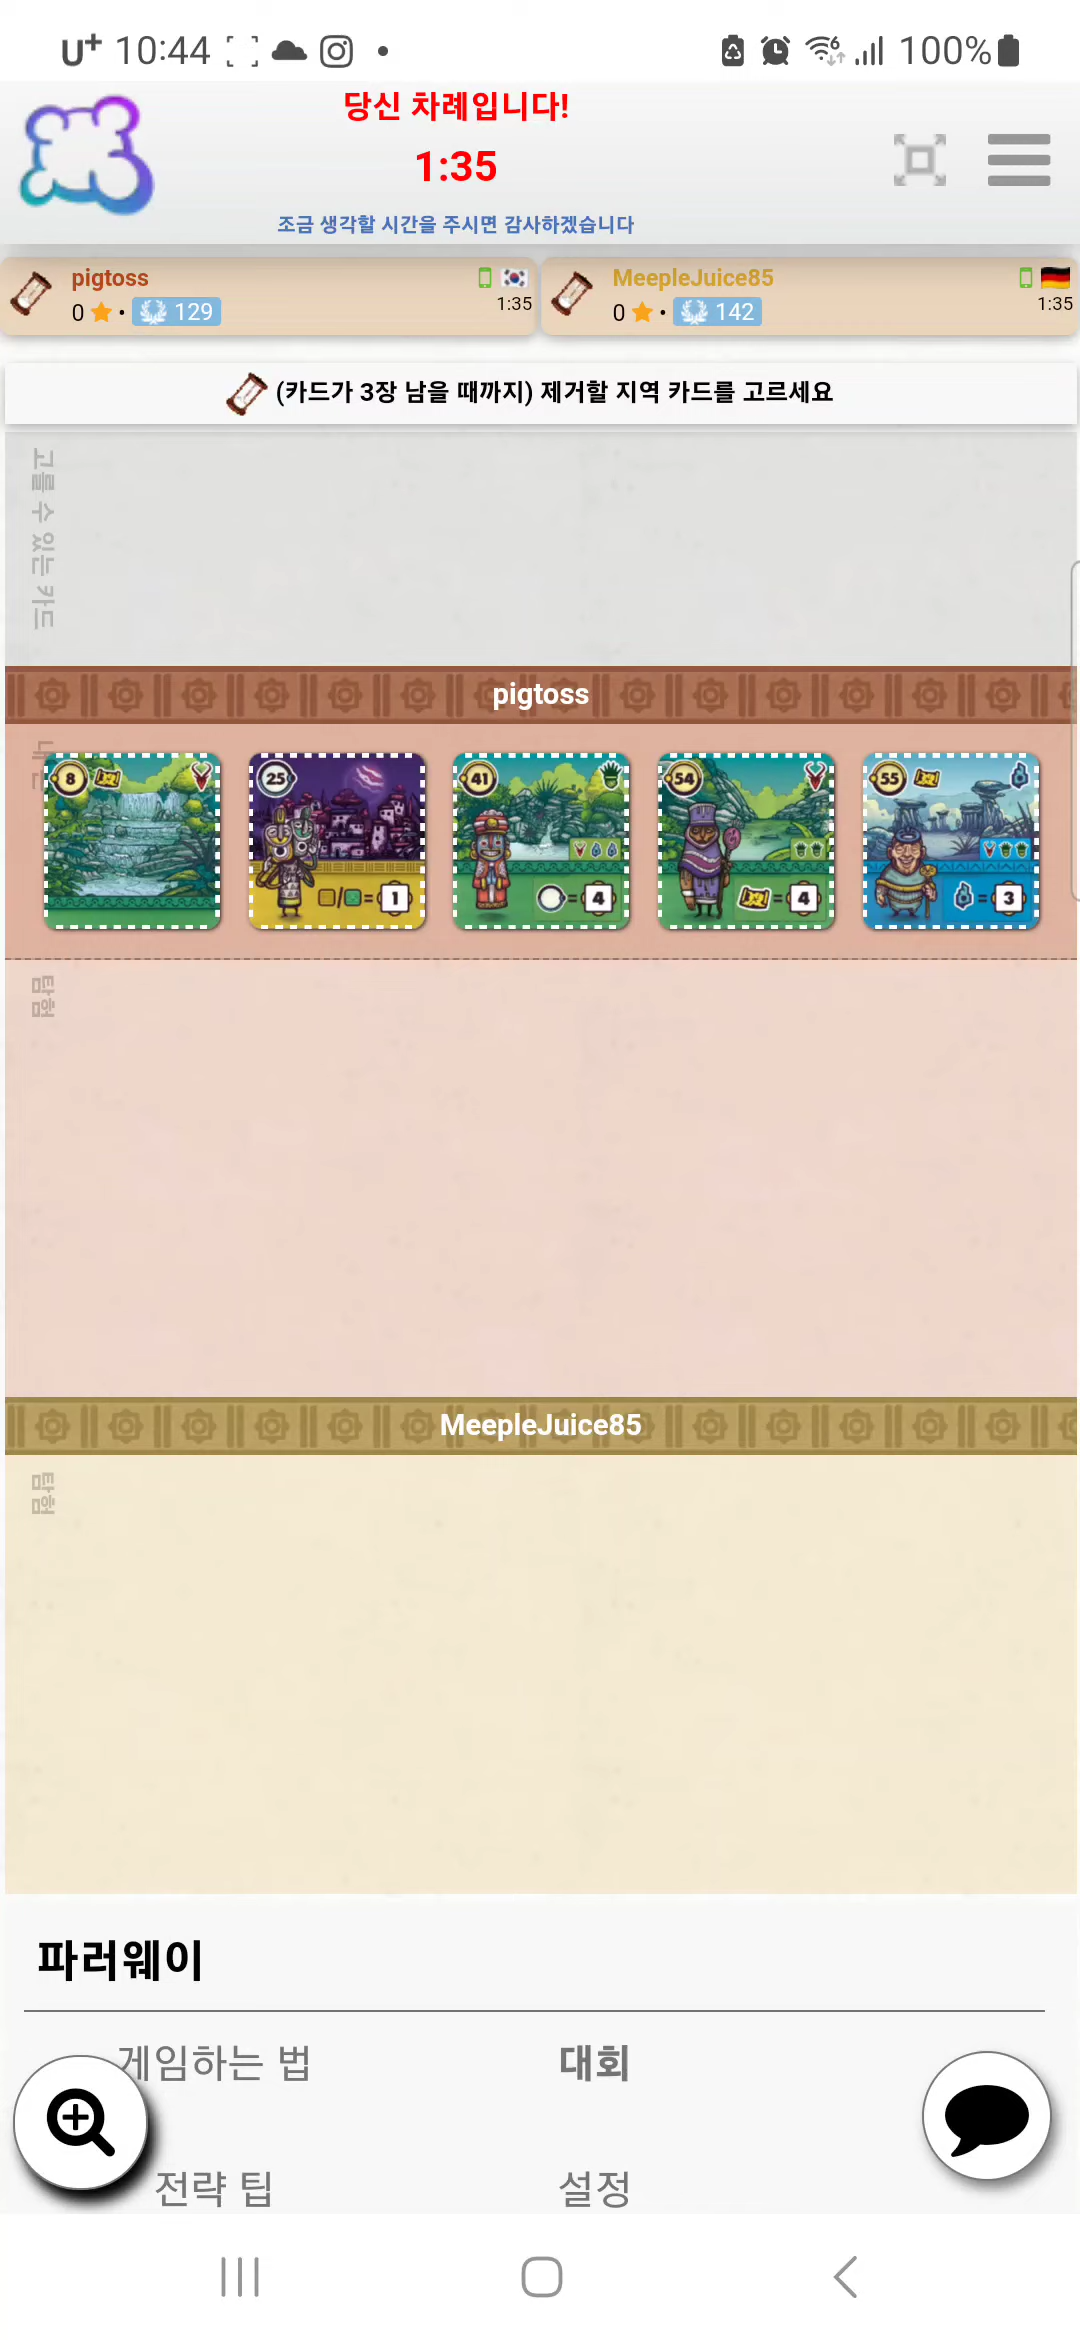 U+ 10:44 100%
당신 차례입니다!
1:35
조금 생각할 시간을 주시면 감사하겠습니다
pigtoss
0 • 129
1:35
MeepleJuice85
0 • 142
1:35
(카드가 3장 남을 때까지) 제거할 지역 카드를 고르세요
고를 수 있는 카드
pigtoss
8
25
/ = 1
41
= 4
54
= 4
55
= 3
탐험
MeepleJuice85
탐험
파러웨이
게임하는 법
대회
전략 팁
설정